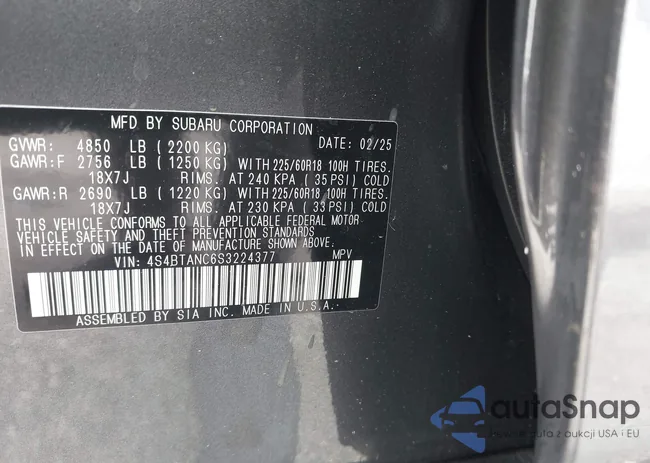 MFD BY SUBARU CORPORATION
GVWR: 4850 LB (2200 KG) DATE: 02/25
GAWR:F 2756 LB (1250 KG) WITH 225/60R18 100H TIRES.
18X7J RIMS. AT 240 KPA (35 PSI) COLD
GAWR:R 2690 LB (1220 KG) WITH 225/60R18 100H TIRES.
18X7J RIMS. AT 230 KPA (33 PSI) COLD
THIS VEHICLE CONFORMS TO ALL APPLICABLE FEDERAL MOTOR
VEHICLE SAFETY AND THEFT PREVENTION STANDARDS
IN EFFECT ON THE DATE OF MANUFACTURE SHOWN ABOVE.
VIN: 4S4BTANC6S3224377 MPV
ASSEMBLED BY SIA INC. MADE IN U.S.A.
autaSnap
auta z aukcji USA i EU